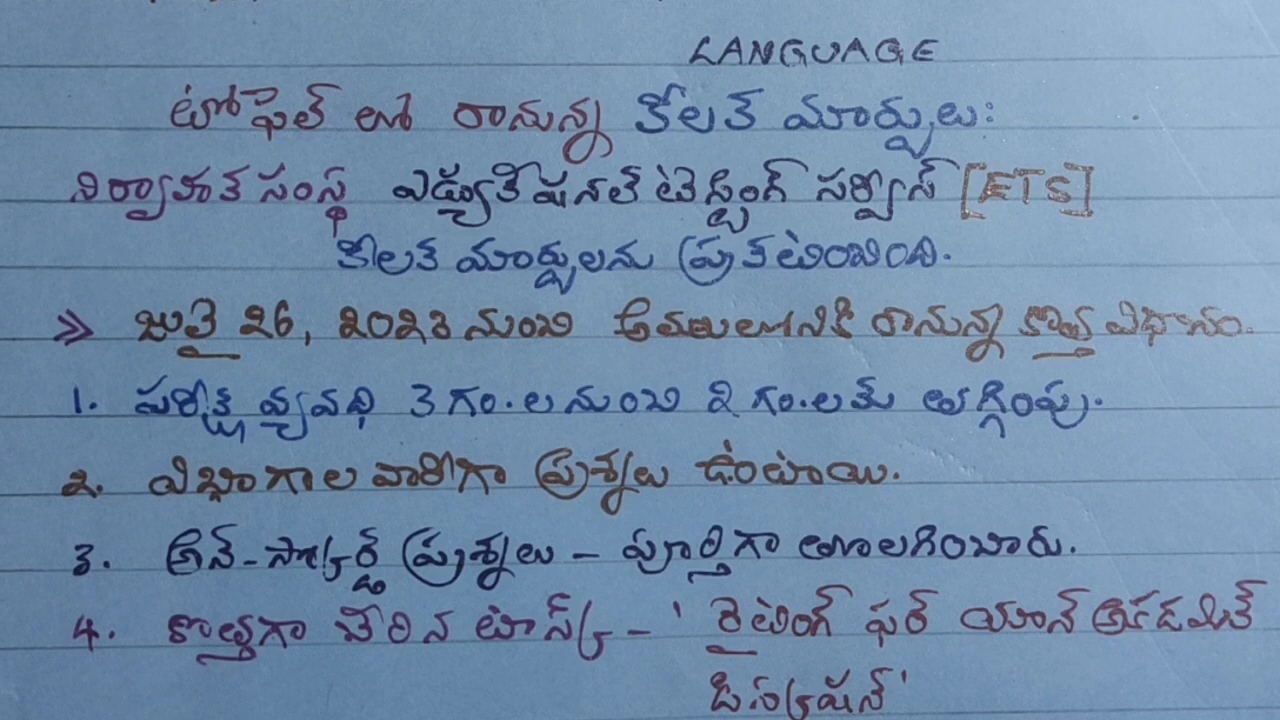 LANGUAGE
టోఫెల్ లో రానున్న కీలక మార్పులు:
నిర్వాహక సంస్థ ఎడ్యుకేషనల్ టెస్టింగ్ సర్వీస్ [ETS]
కీలక మార్పులను ప్రకటించింది.
≫ జులై 26, 2023 నుంచి అమలులోనికి రానున్న కొత్త విధానం.
1. పరీక్ష వ్యవధి 3 గం.ల నుంచి 2 గం.లకు తగ్గింపు.
2. విభాగాల వారీగా ప్రశ్నలు ఉంటాయి.
3. అన్-స్కోర్డ్ ప్రశ్నలు - పూర్తిగా తొలగించారు.
4. కొత్తగా చేరిన టాస్క్ - ' రైటింగ్ ఫర్ యాన్ అకడమిక్
డిస్కషన్'